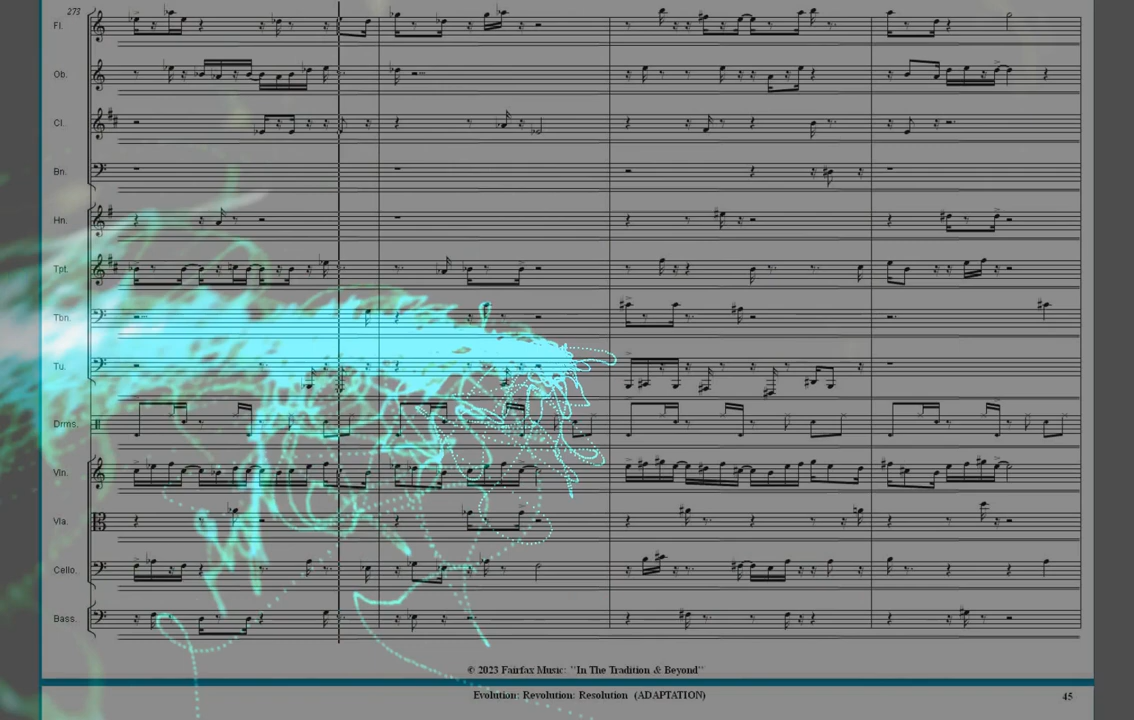 273
Fl.
Ob.
Cl.
Bn.
Hn.
Tpt.
Tbn.
Tu.
Drms.
Vln.
Vla.
Cello.
Bass.
© 2023 Fairfax Music: "In The Tradition & Beyond"
Evolution: Revolution: Resolution (ADAPTATION) 45